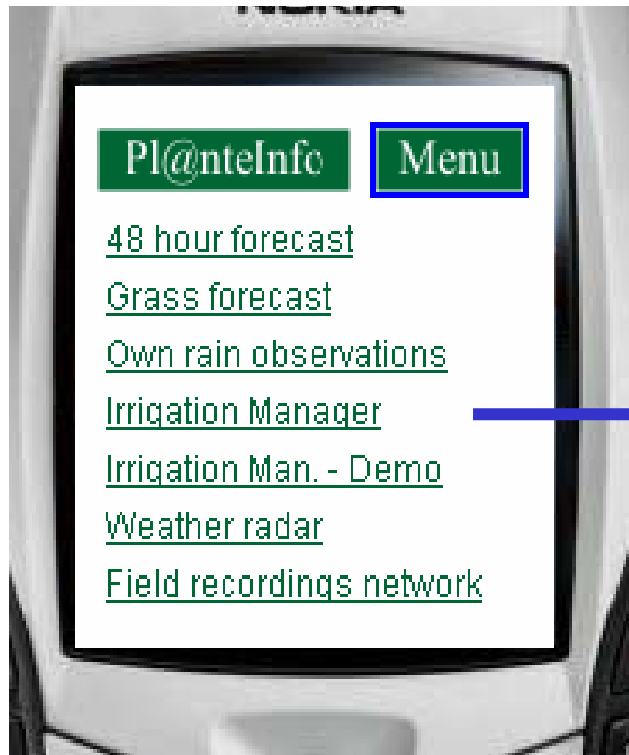 NOKIA
Pl@nteInfo Menu
48 hour forecast
Grass forecast
Own rain observations
Irrigation Manager
Irrigation Man. - Demo
Weather radar
Field recordings network